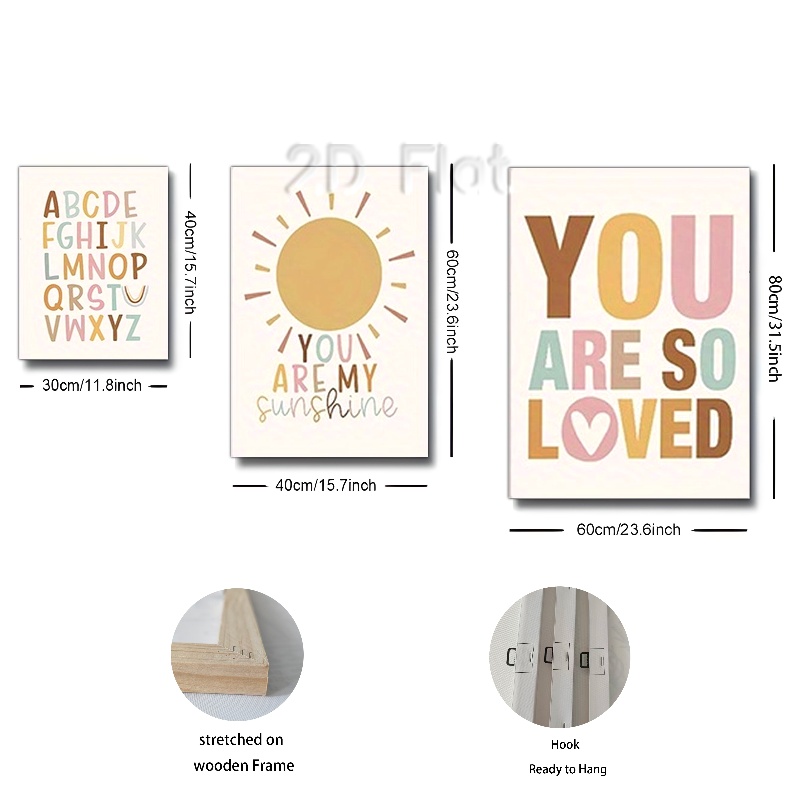 2D Flat
ABCDE
FGHIJK
LMNOP
QRSTU
VWXYZ
40cm/15.7inch
30cm/11.8inch
YOU
ARE MY
sunshine
60cm/23.6inch
40cm/15.7inch
YOU
ARE SO
LOVED
80cm/31.5inch
60cm/23.6inch
stretched on
wooden Frame
Hook
Ready to Hang